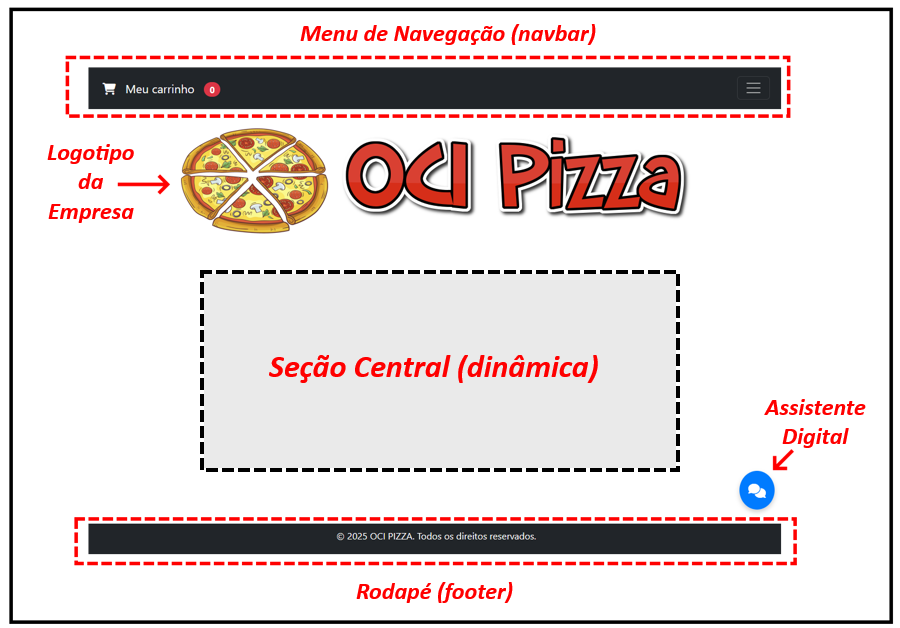 Menu de Navegação (navbar)
Meu carrinho 0
Logotipo
da
Empresa
OCI Pizza
Seção Central (dinâmica)
Assistente
Digital
© 2025 OCI PIZZA. Todos os direitos reservados.
Rodapé (footer)